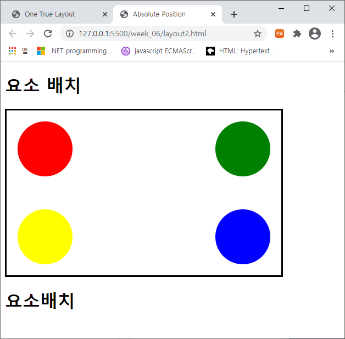 One True Layout
Absolute Position
127.0.0.1:5500/week_06/layout2.html
.NET programming...
javascript ECMAScr...
HTML: Hypertext...
요소 배치
요소배치